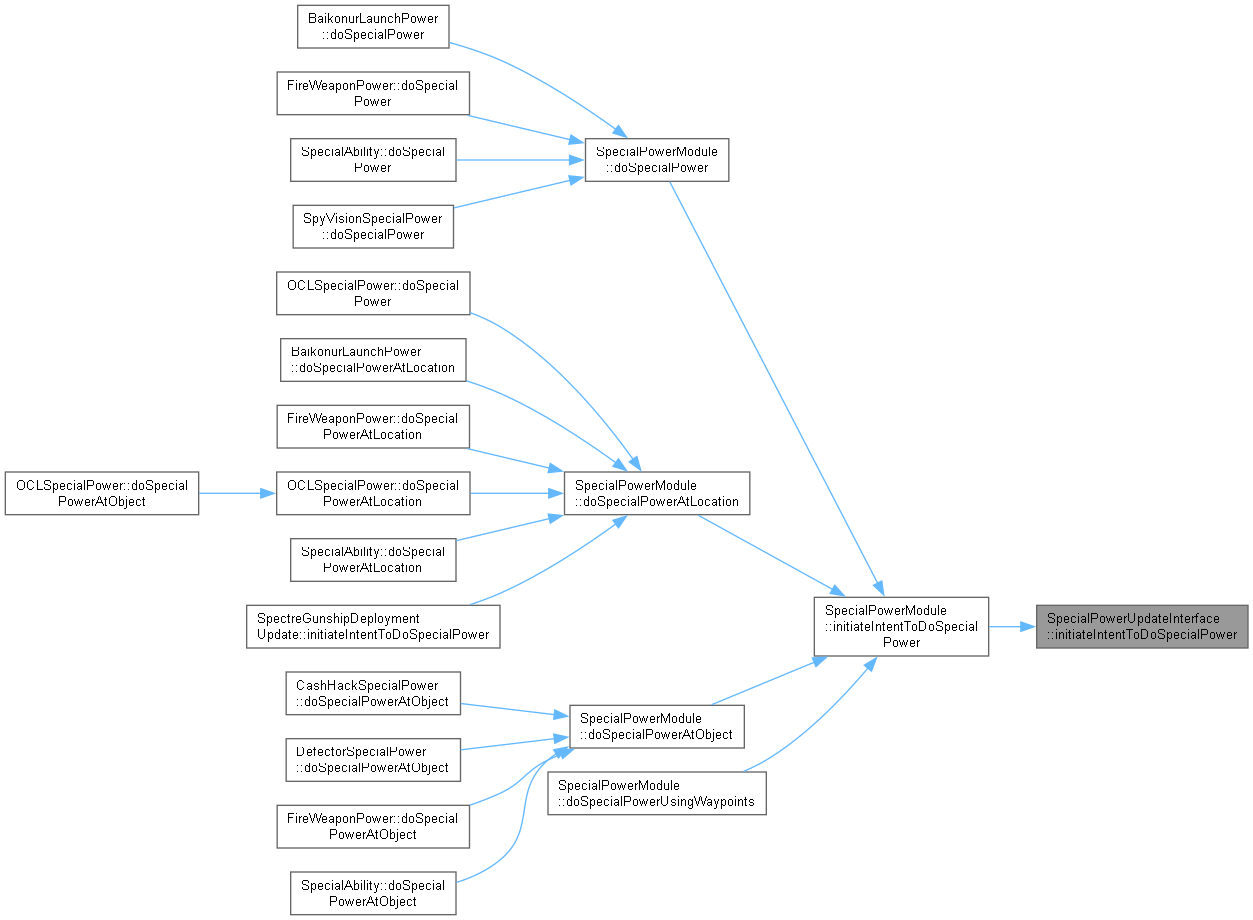 BaikonurLaunchPower
::doSpecialPower
FireWeaponPower::doSpecial
Power
SpecialAbility::doSpecial
Power
SpyVisionSpecialPower
::doSpecialPower
SpecialPowerModule
::doSpecialPower
OCLSpecialPower::doSpecial
Power
BaikonurLaunchPower
::doSpecialPowerAtLocation
FireWeaponPower::doSpecial
PowerAtLocation
OCLSpecialPower::doSpecial
PowerAtObject
OCLSpecialPower::doSpecial
PowerAtLocation
SpecialPowerModule
::doSpecialPowerAtLocation
SpecialAbility::doSpecial
PowerAtLocation
SpectreGunshipDeployment
Update::initiateIntentToDoSpecialPower
SpecialPowerModule
::initiateIntentToDoSpecial
Power
SpecialPowerUpdateInterface
::initiateIntentToDoSpecialPower
CashHackSpecialPower
::doSpecialPowerAtObject
SpecialPowerModule
::doSpecialPowerAtObject
DefectorSpecialPower
::doSpecialPowerAtObject
SpecialPowerModule
::doSpecialPowerUsingWaypoints
FireWeaponPower::doSpecial
PowerAtObject
SpecialAbility::doSpecial
PowerAtObject